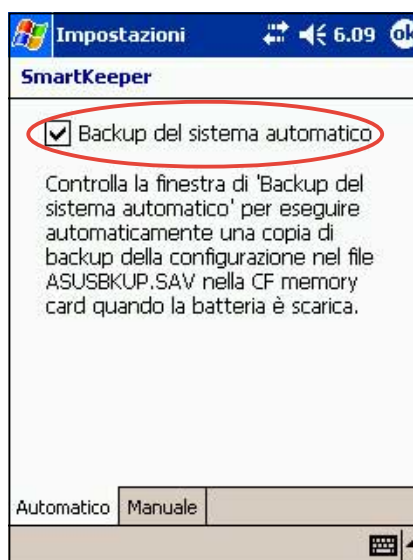 Impostazioni 6.09 ok
SmartKeeper
Backup del sistema automatico
Controlla la finestra di 'Backup del
sistema automatico' per eseguire
automaticamente una copia di
backup della configurazione nel file
ASUSBKUP.SAV nella CF memory
card quando la batteria è scarica.
Automatico Manuale